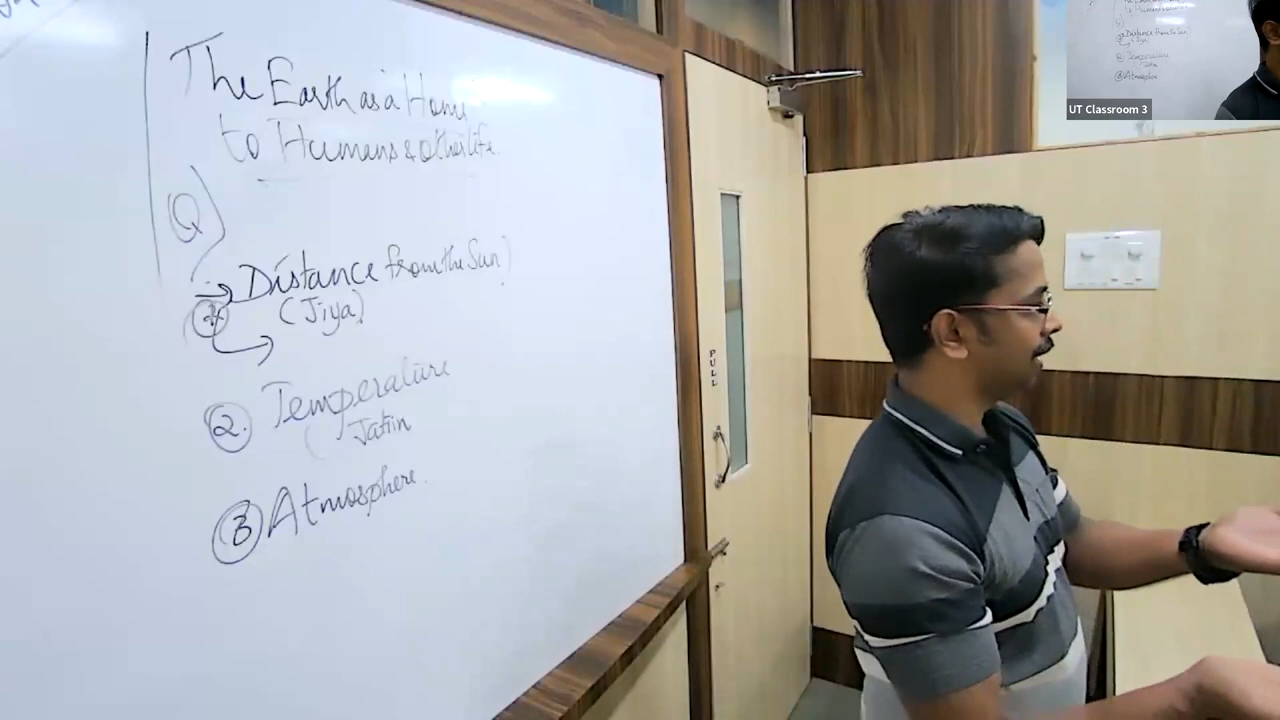 The Earth as a Home
to Humans & other life.
Q)
→ Distance from the Sun)
(Jiya)
2. Temperature
(Jatin
3 Atmosphere.
PULL
UT Classroom 3